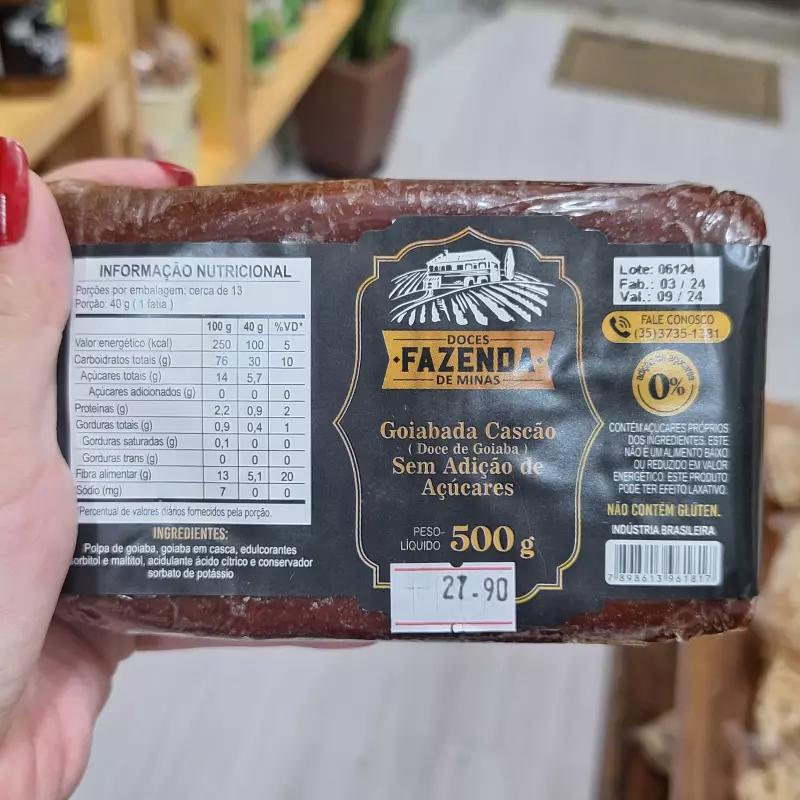 INFORMAÇÃO NUTRICIONAL
Porções por embalagem: cerca de 13
Porção: 40 g ( 1 fatia )
100 g 40 g %VD*
Valor energético (kcal) 250 100 5
Carboidratos totais (g) 76 30 10
Açúcares totais (g) 14 5,7
Açúcares adicionados (g) 0 0 0
Proteínas (g) 2,2 0,9 2
Gorduras totais (g) 0,9 0,4 1
Gorduras saturadas (g) 0,1 0 0
Gorduras trans (g) 0 0 0
Fibra alimentar (g) 13 5,1 20
Sódio (mg) 7 0 0
*Percentual de valores diários fornecidos pela porção.
INGREDIENTES:
Polpa de goiaba, goiaba em casca, edulcorantes
sorbitol e maltitol, acidulante ácido cítrico e conservador
sorbato de potássio
DOCES
FAZENDA
DE MINAS
Goiabada Cascão
( Doce de Goiaba )
Sem Adição de
Açúcares
PESO-
LÍQUIDO 500 g
27.90
Lote: 06124
Fab.: 03 / 24
Val.: 09 / 24
FALE CONOSCO
(35)3735-1381
adição de açúcares
0%
CONTÉM AÇUCARES PRÓPRIOS
DOS INGREDIENTES. ESTE
NÃO É UM ALIMENTO BAIXO
OU REDUZIDO EM VALOR
ENERGÉTICO. ESTE PRODUTO
PODE TER EFEITO LAXATIVO.
NÃO CONTÉM GLÚTEN.
INDÚSTRIA BRASILEIRA
7 898613 961817